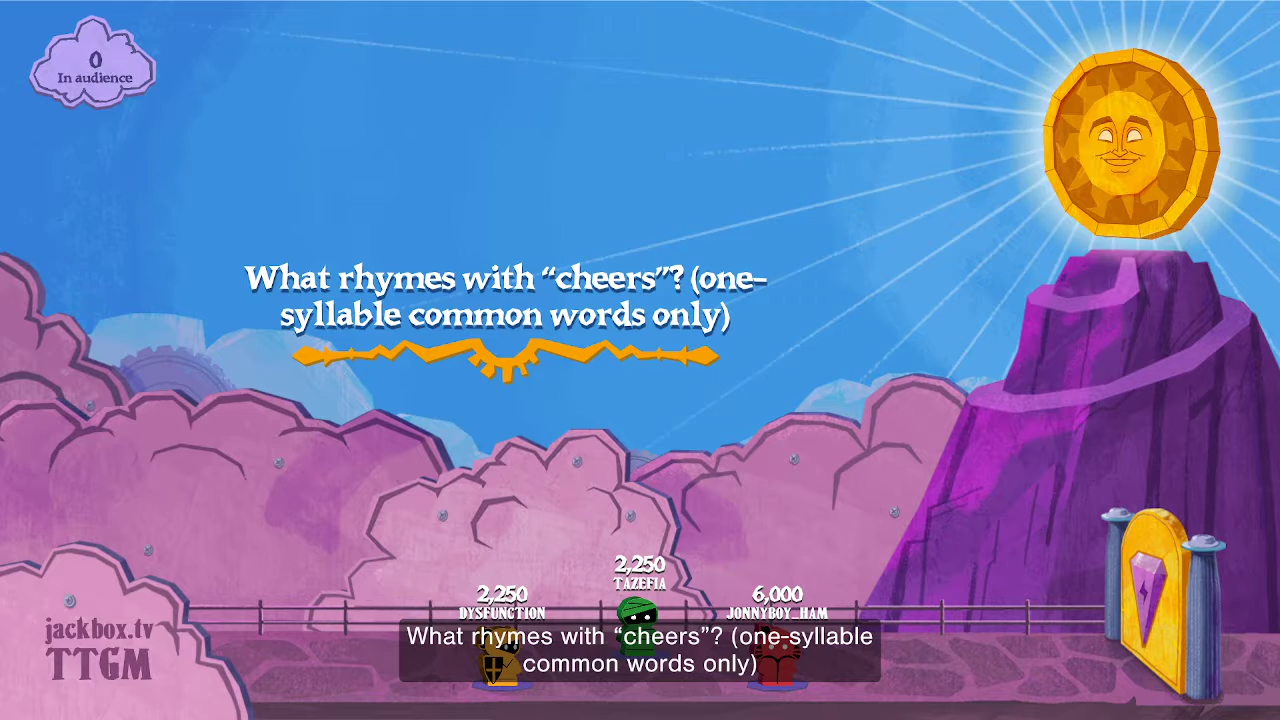 0
In audience
What rhymes with “cheers”? (one-
syllable common words only)
2,250
TAZEFIA
2,250
DYSFUNCTION
6,000
JONNYBOY_HAM
What rhymes with “cheers”? (one-syllable
common words only)
jackbox.tv
TTGM